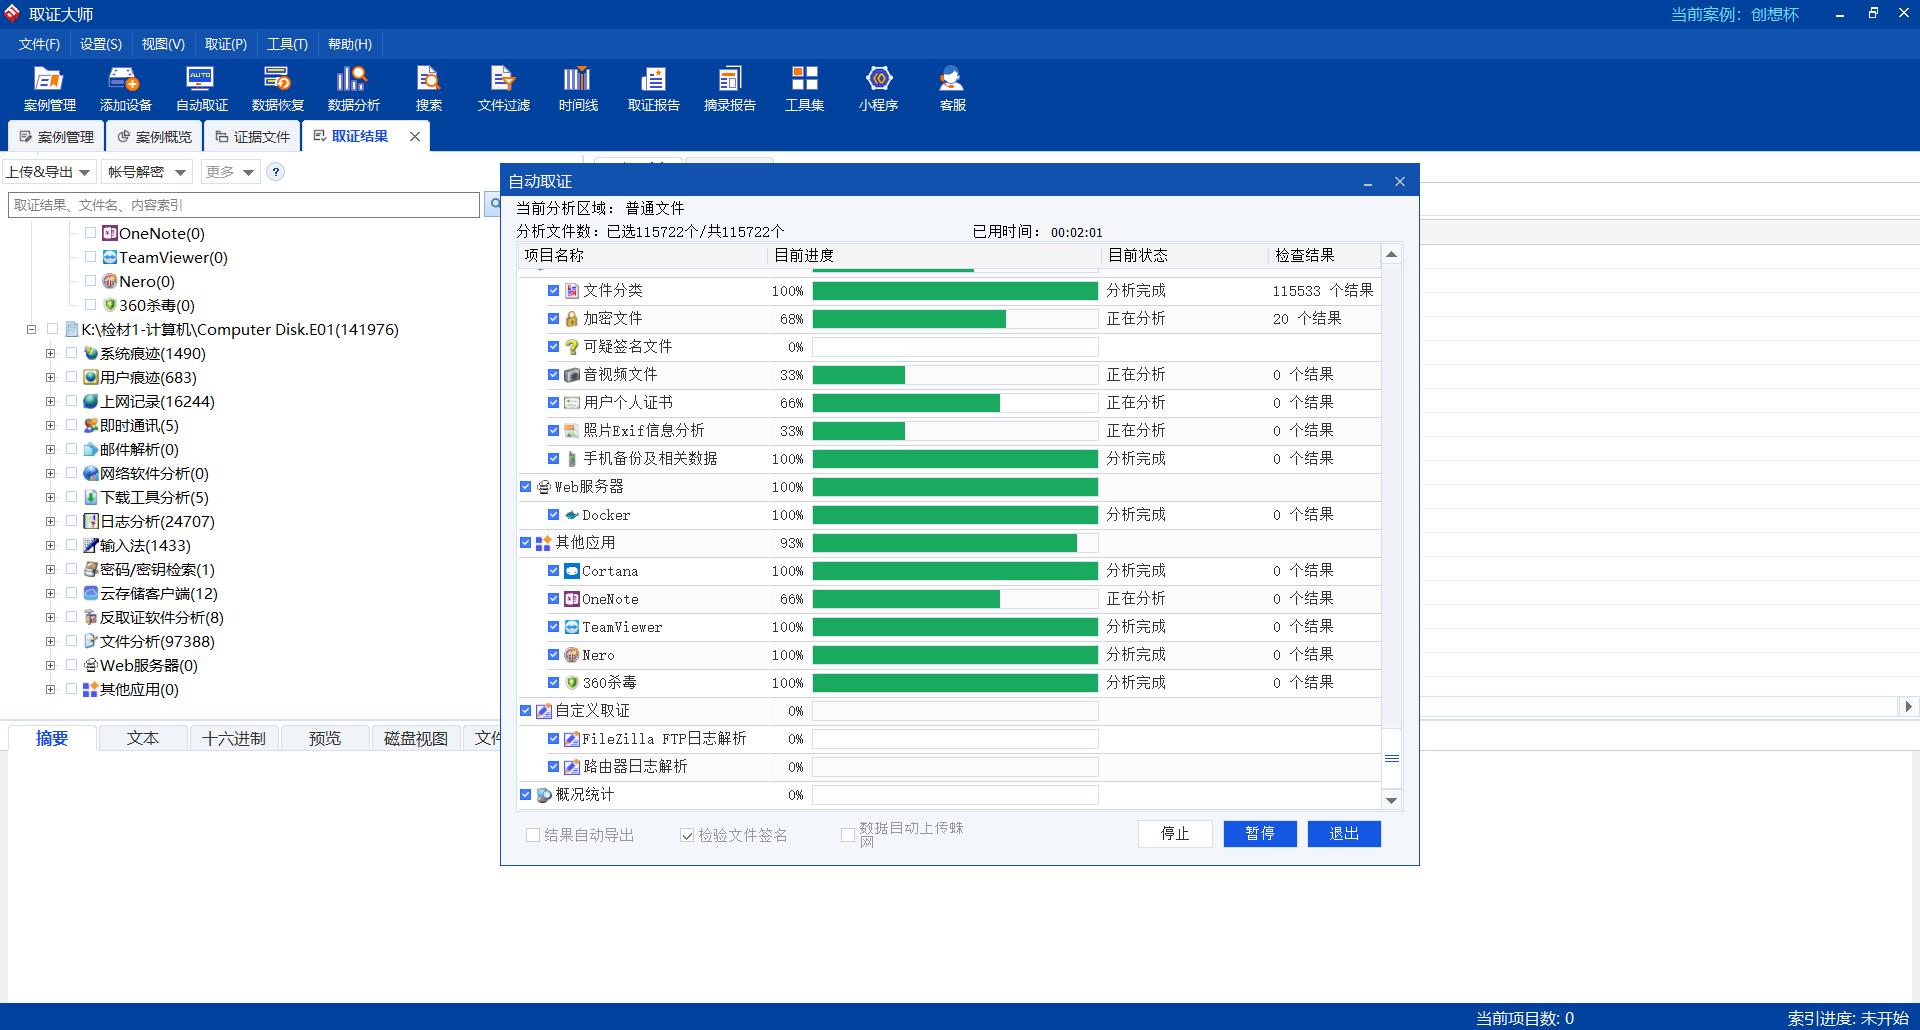 取证大师
当前案例：创想杯
文件(F) 设置(S) 视图(V) 取证(P) 工具(T) 帮助(H)
案例管理 添加设备 自动取证 数据恢复 数据分析 搜索 文件过滤 时间线 取证报告 摘录报告 工具集 小程序 客服
案例管理 案例概览 证据文件 取证结果
上传&导出 帐号解密 更多 ?
取证结果、文件名、内容索引
OneNote(0)
TeamViewer(0)
Nero(0)
360杀毒(0)
K:\检材1-计算机\Computer Disk.E01(141976)
系统痕迹(1490)
用户痕迹(683)
上网记录(16244)
即时通讯(5)
邮件解析(0)
网络软件分析(0)
下载工具分析(5)
日志分析(24707)
输入法(1433)
密码/密钥检索(1)
云存储客户端(12)
反取证软件分析(8)
文件分析(97388)
Web服务器(0)
其他应用(0)
摘要 文本 十六进制 预览 磁盘视图
自动取证
当前分析区域： 普通文件
分析文件数：已选115722个/共115722个 已用时间： 00:02:01
项目名称 目前进度 目前状态 检查结果
文件分类 100% 分析完成 115533 个结果
加密文件 68% 正在分析 20 个结果
可疑签名文件 0%
音视频文件 33% 正在分析 0 个结果
用户个人证书 66% 正在分析 0 个结果
照片Exif信息分析 33% 正在分析 0 个结果
手机备份及相关数据 100% 分析完成 0 个结果
Web服务器 100%
Docker 100% 分析完成 0 个结果
其他应用 93%
Cortana 100% 分析完成 0 个结果
OneNote 66% 正在分析 0 个结果
TeamViewer 100% 分析完成 0 个结果
Nero 100% 分析完成 0 个结果
360杀毒 100% 分析完成 0 个结果
自定义取证 0%
FileZilla FTP日志解析 0%
路由器日志解析 0%
概况统计 0%
结果自动导出 检验文件签名 数据自动上传蛛
网
停止 暂停 退出
当前项目数: 0 索引进度: 未开始